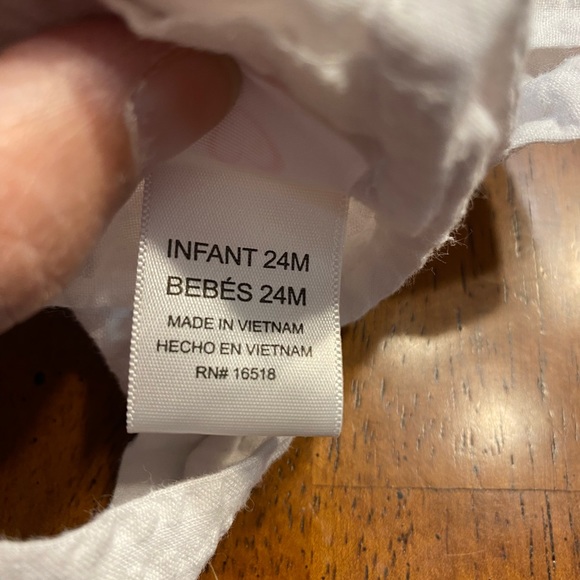 INFANT 24M
BEBÉS 24M
MADE IN VIETNAM
HECHO EN VIETNAM
RN# 16518